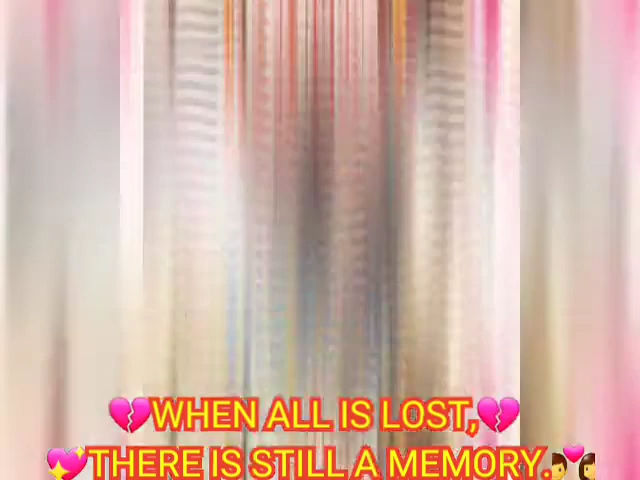 💔WHEN ALL IS LOST,💔
💖THERE IS STILL A MEMORY.💑